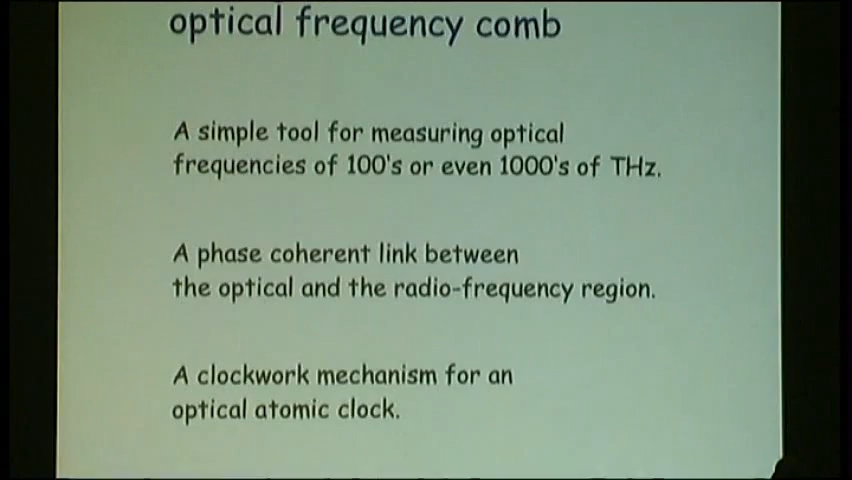 optical frequency comb
A simple tool for measuring optical
frequencies of 100's or even 1000's of THz.
A phase coherent link between
the optical and the radio-frequency region.
A clockwork mechanism for an
optical atomic clock.